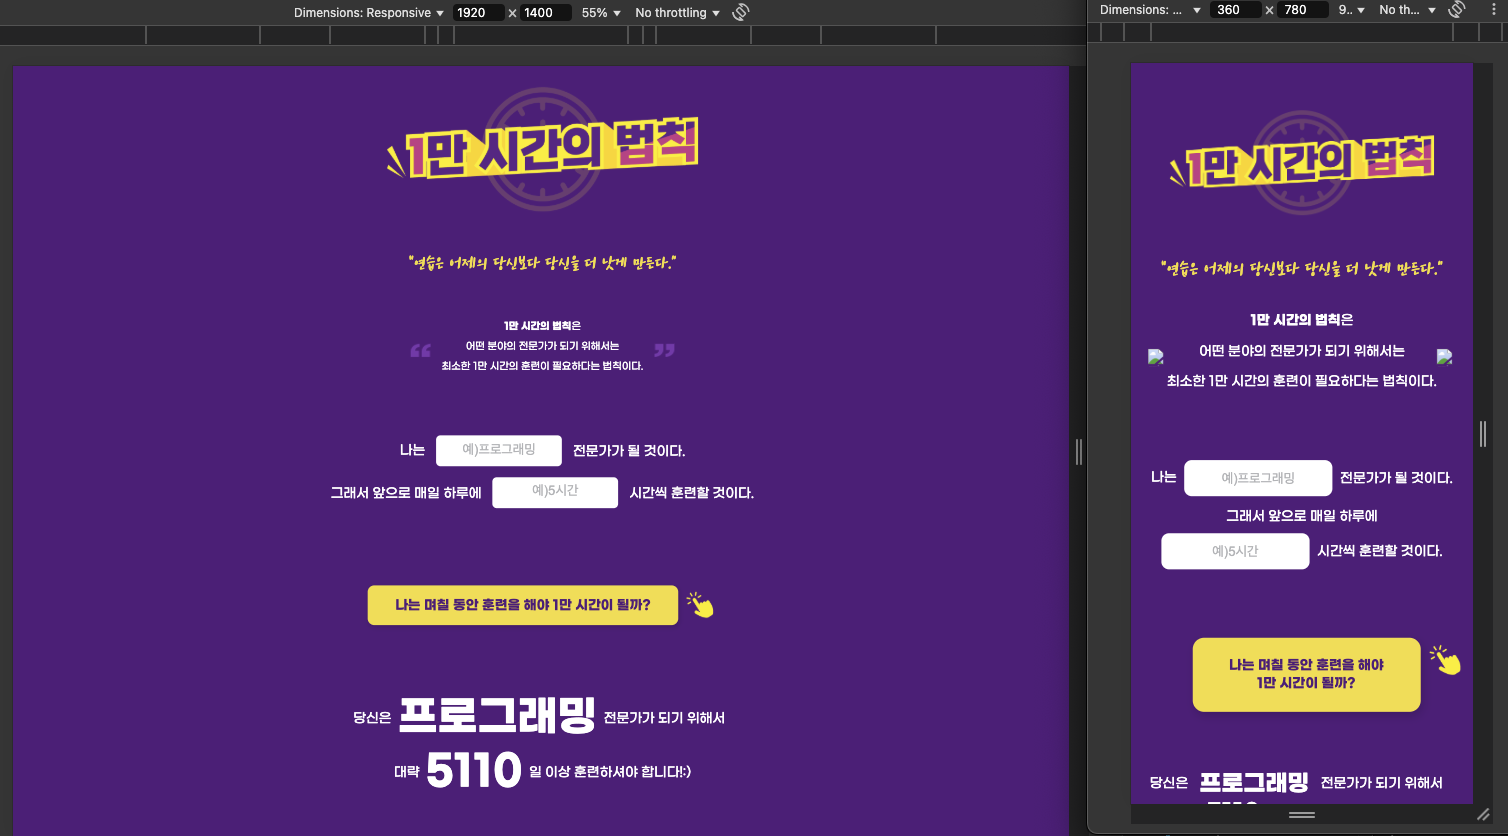 Dimensions: Responsive ▼ 1920 × 1400 55% ▼ No throttling ▼
1만 시간의 법칙
"연습은 어제의 당신보다 당신을 더 낫게 만든다."
1만 시간의 법칙은
“ 어떤 분야의 전문가가 되기 위해서는 ”
최소한 1만 시간의 훈련이 필요하다는 법칙이다.
나는 예)프로그래밍 전문가가 될 것이다.
그래서 앞으로 매일 하루에 예)5시간 시간씩 훈련할 것이다.
나는 며칠 동안 훈련을 해야 1만 시간이 될까?
당신은 프로그래밍 전문가가 되기 위해서
대략 5110 일 이상 훈련하셔야 합니다!:)
Dimensions: ... ▼ 360 × 780 9.. ▼ No th... ▼
1만 시간의 법칙
"연습은 어제의 당신보다 당신을 더 낫게 만든다."
1만 시간의 법칙은
어떤 분야의 전문가가 되기 위해서는
최소한 1만 시간의 훈련이 필요하다는 법칙이다.
나는 예)프로그래밍 전문가가 될 것이다.
그래서 앞으로 매일 하루에
예)5시간 시간씩 훈련할 것이다.
나는 며칠 동안 훈련을 해야
1만 시간이 될까?
당신은 프로그래밍 전문가가 되기 위해서